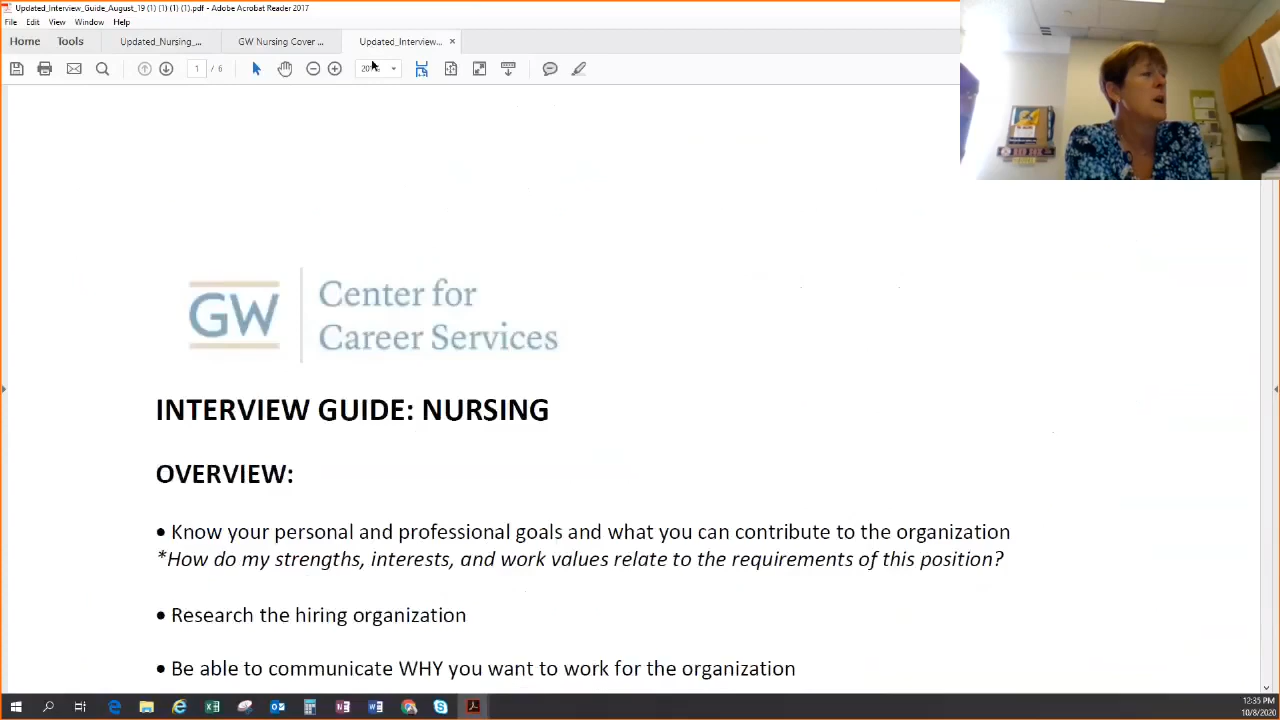 Updated_Interview_Guide_August_19 (1) (1) (1) (1).pdf - Adobe Acrobat Reader 2017
File Edit View Window Help
Home Tools Updated_Nursing_... GW Nursing Cover ... Updated_Interview... ×
1 / 6
GW
Center for
Career Services
INTERVIEW GUIDE: NURSING
OVERVIEW:
• Know your personal and professional goals and what you can contribute to the organization
*How do my strengths, interests, and work values relate to the requirements of this position?
• Research the hiring organization
• Be able to communicate WHY you want to work for the organization
12:35 PM
10/8/2020